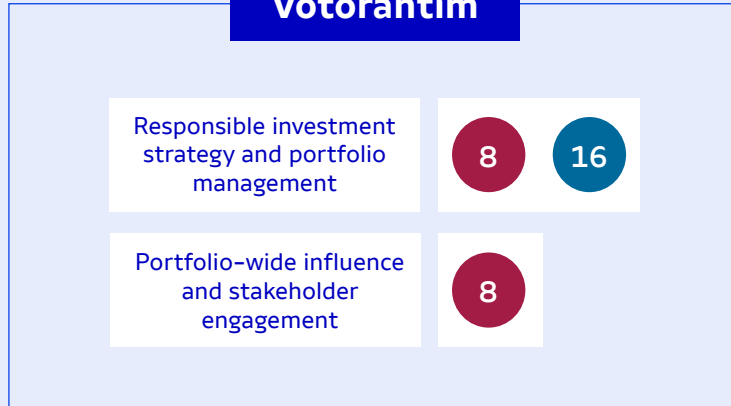 Votorantim
Responsible investment
strategy and portfolio
management
8 16
Portfolio-wide influence
and stakeholder
engagement
8